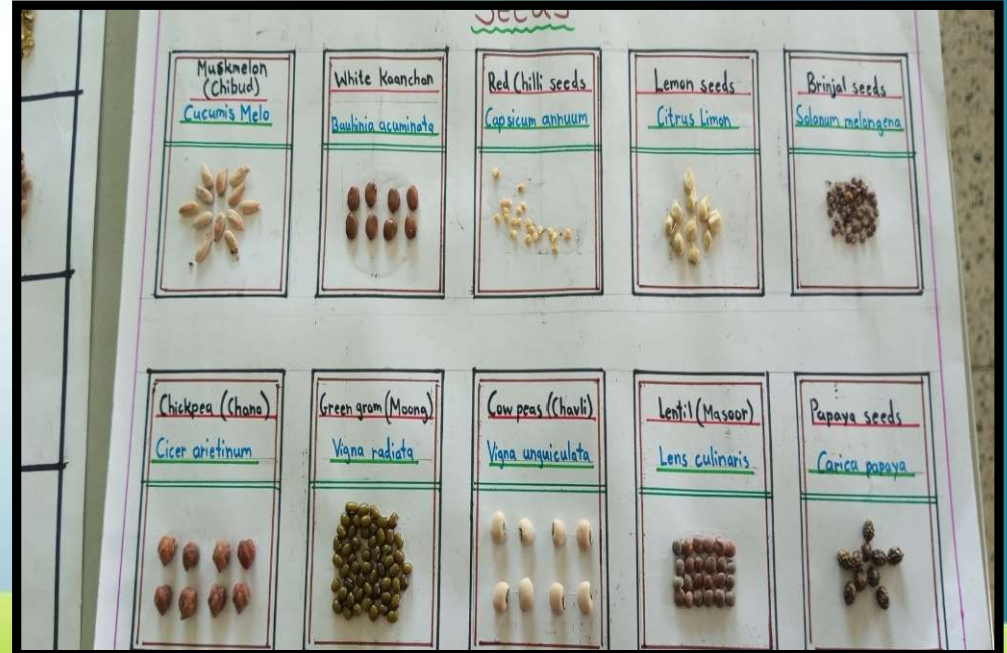 Seeds
Muskmelon
(Chibud)
Cucumis Melo
White Kaanchan
Bauhinia acuminata
Red Chilli seeds
Capsicum annuum
Lemon seeds
Citrus Limon
Brinjal seeds
Solanum melongena
Chickpea (Chana)
Cicer arietinum
Green gram (Moong)
Vigna radiata
Cow peas (Chavli)
Vigna unguiculata
Lentil (Masoor)
Lens culinaris
Papaya seeds
Carica papaya